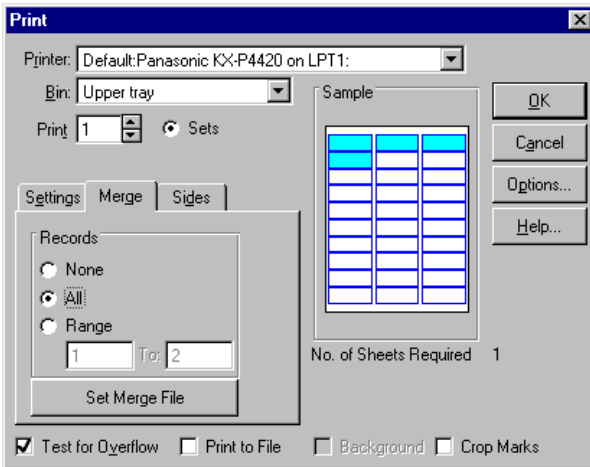 Print
Printer: Default:Panasonic KX-P4420 on LPT1:
Bin: Upper tray
Print 1 Sets
Sample
OK
Cancel
Options...
Help...
Settings Merge Sides
Records
None
All
Range
1 To: 2
Set Merge File
No. of Sheets Required 1
Test for Overflow Print to File Background Crop Marks